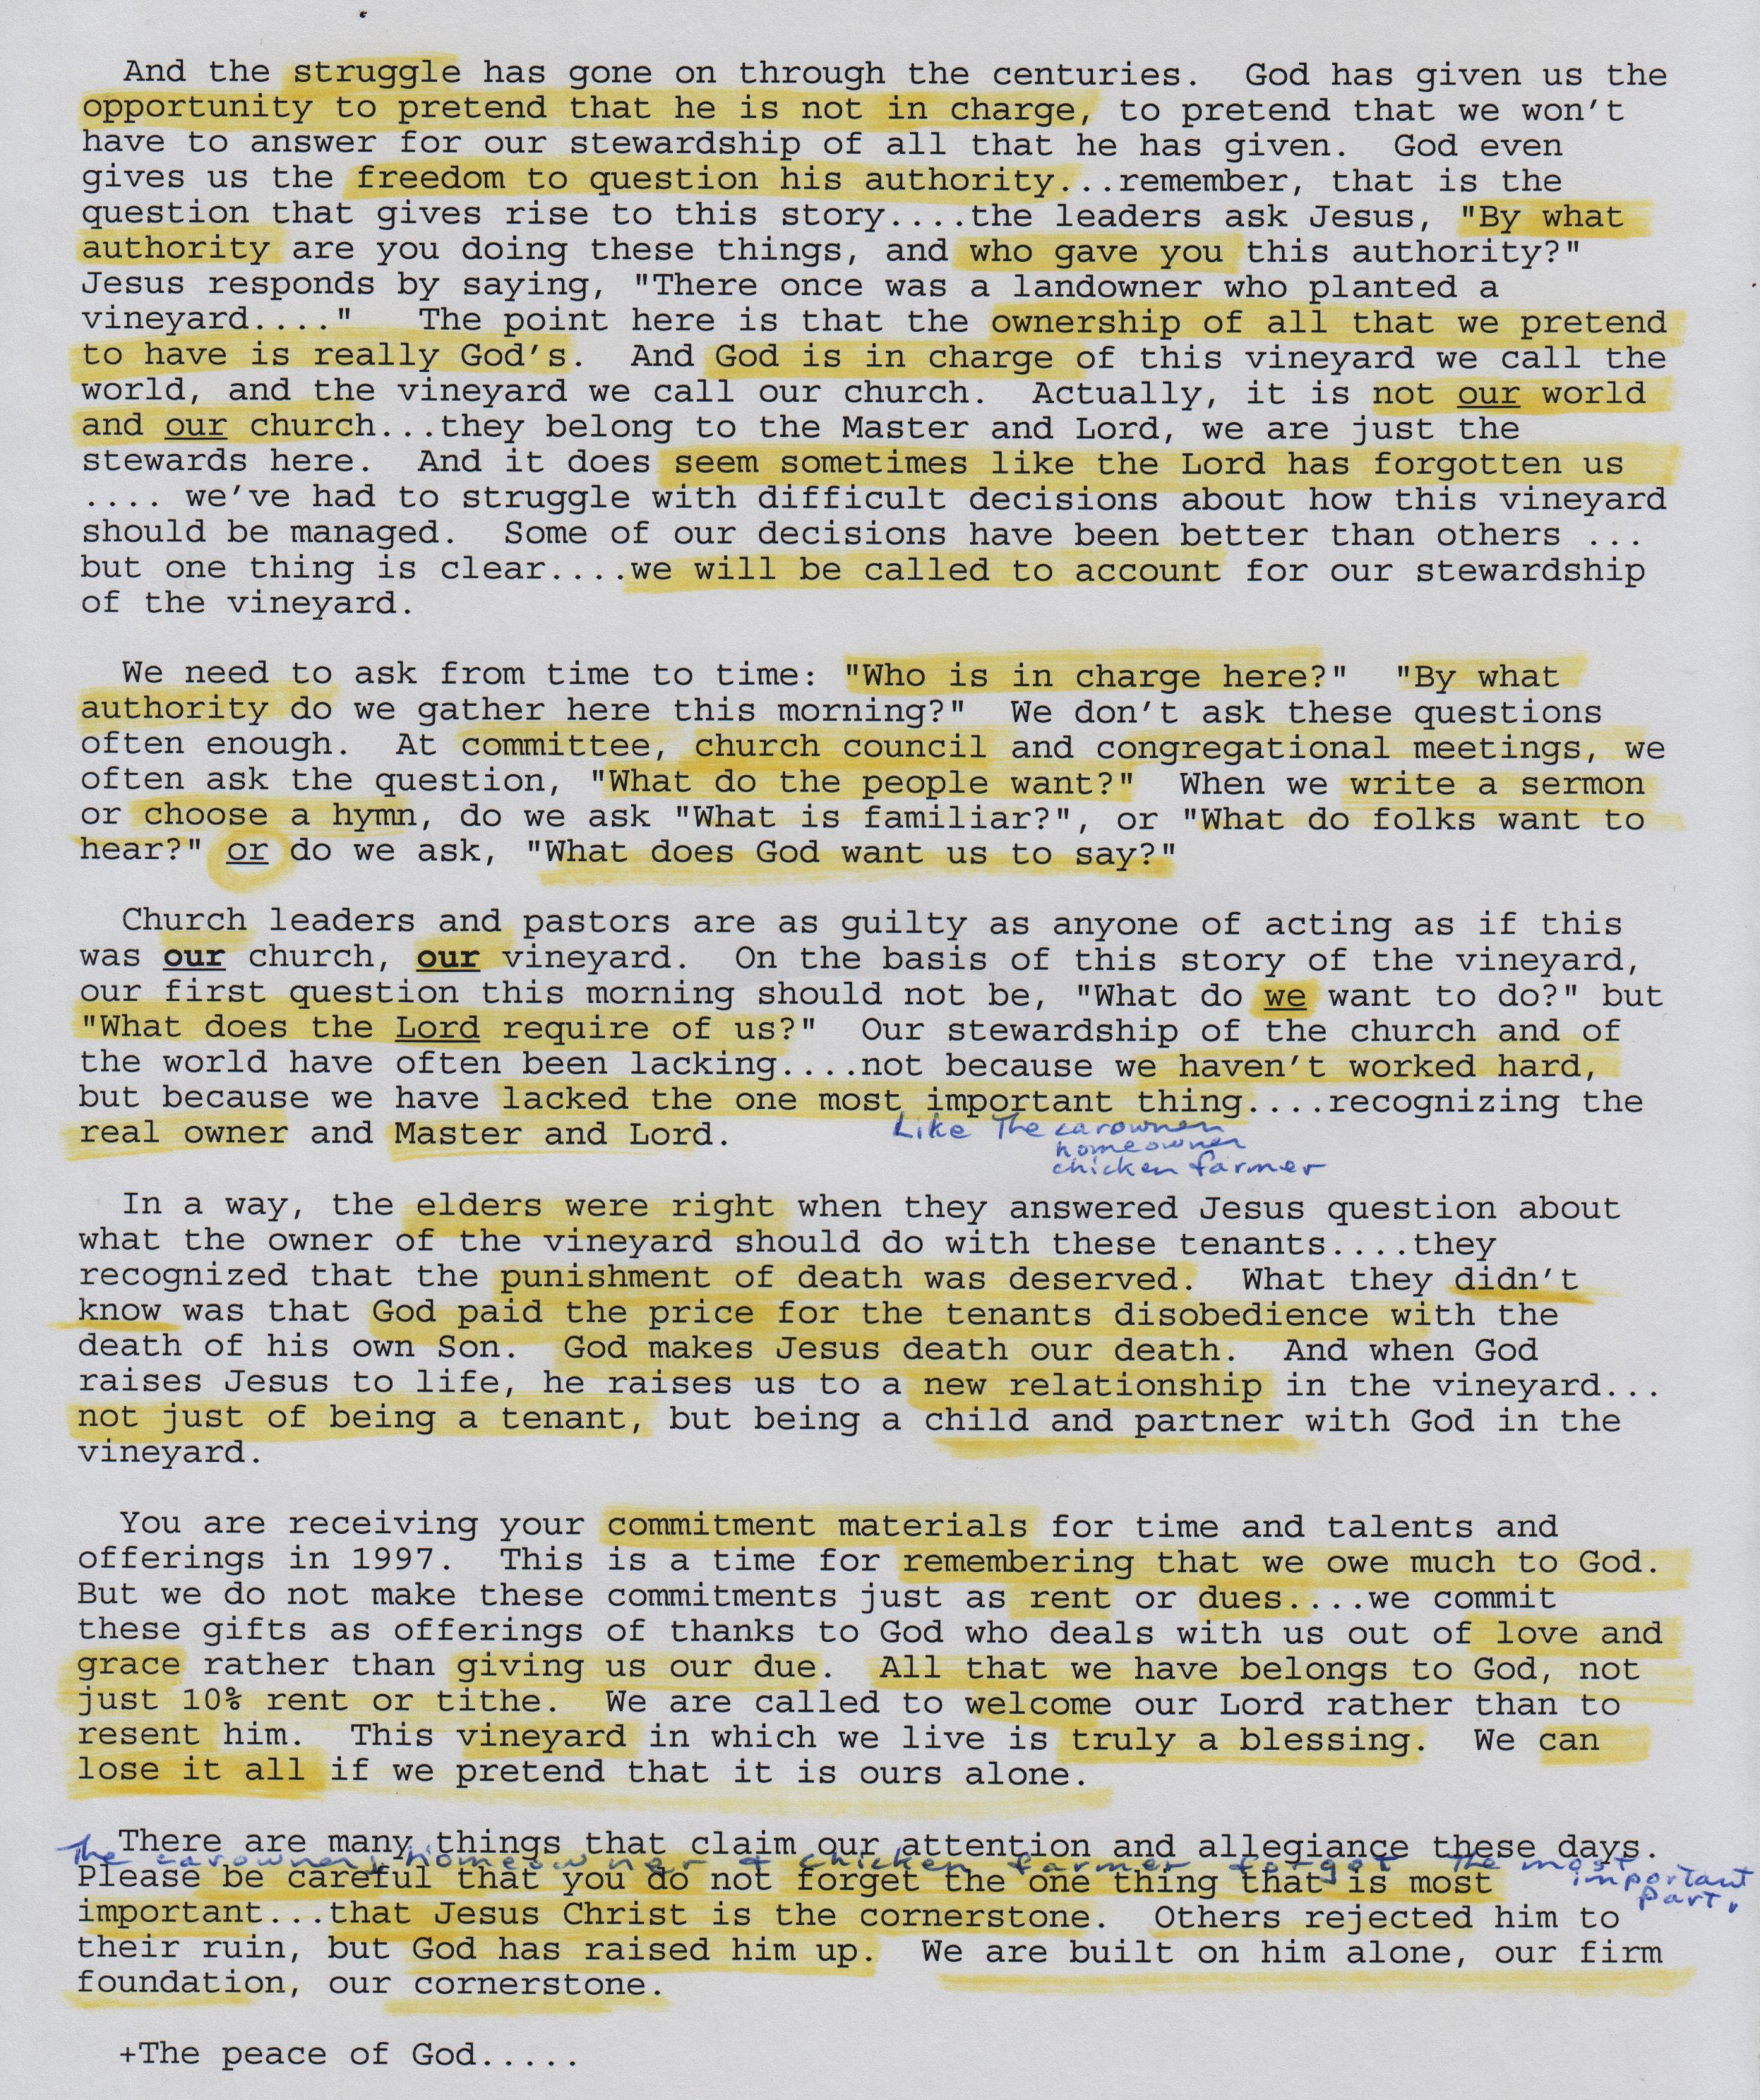 And the struggle has gone on through the centuries.  God has given us the
opportunity to pretend that he is not in charge, to pretend that we won't
have to answer for our stewardship of all that he has given.  God even
gives us the freedom to question his authority...remember, that is the
question that gives rise to this story....the leaders ask Jesus, "By what
authority are you doing these things, and who gave you this authority?"
Jesus responds by saying, "There once was a landowner who planted a
vineyard...."   The point here is that the ownership of all that we pretend
to have is really God's.  And God is in charge of this vineyard we call the
world, and the vineyard we call our church.  Actually, it is not our world
and our church...they belong to the Master and Lord, we are just the
stewards here.  And it does seem sometimes like the Lord has forgotten us
.... we've had to struggle with difficult decisions about how this vineyard
should be managed.  Some of our decisions have been better than others ...
but one thing is clear....we will be called to account for our stewardship
of the vineyard.
We need to ask from time to time: "Who is in charge here?"  "By what
authority do we gather here this morning?"  We don't ask these questions
often enough.  At committee, church council and congregational meetings, we
often ask the question, "What do the people want?"  When we write a sermon
or choose a hymn, do we ask "What is familiar?", or "What do folks want to
hear?" or do we ask, "What does God want us to say?"
Church leaders and pastors are as guilty as anyone of acting as if this
was our church, our vineyard.  On the basis of this story of the vineyard,
our first question this morning should not be, "What do we want to do?" but
"What does the Lord require of us?"  Our stewardship of the church and of
the world have often been lacking....not because we haven't worked hard,
but because we have lacked the one most important thing....recognizing the
real owner and Master and Lord.
Like The carowner
homeowner
chicken farmer
In a way, the elders were right when they answered Jesus question about
what the owner of the vineyard should do with these tenants....they
recognized that the punishment of death was deserved.  What they didn't
know was that God paid the price for the tenants disobedience with the
death of his own Son.  God makes Jesus death our death.  And when God
raises Jesus to life, he raises us to a new relationship in the vineyard...
not just of being a tenant, but being a child and partner with God in the
vineyard.
You are receiving your commitment materials for time and talents and
offerings in 1997.  This is a time for remembering that we owe much to God.
But we do not make these commitments just as rent or dues....we commit
these gifts as offerings of thanks to God who deals with us out of love and
grace rather than giving us our due.  All that we have belongs to God, not
just 10% rent or tithe.  We are called to welcome our Lord rather than to
resent him.  This vineyard in which we live is truly a blessing.  We can
lose it all if we pretend that it is ours alone.
There are many things that claim our attention and allegiance these days.
The carowner, homeowner & chicken farmer forgot The most
important
part.
Please be careful that you do not forget the one thing that is most
important...that Jesus Christ is the cornerstone.  Others rejected him to
their ruin, but God has raised him up.  We are built on him alone, our firm
foundation, our cornerstone.
+The peace of God.....